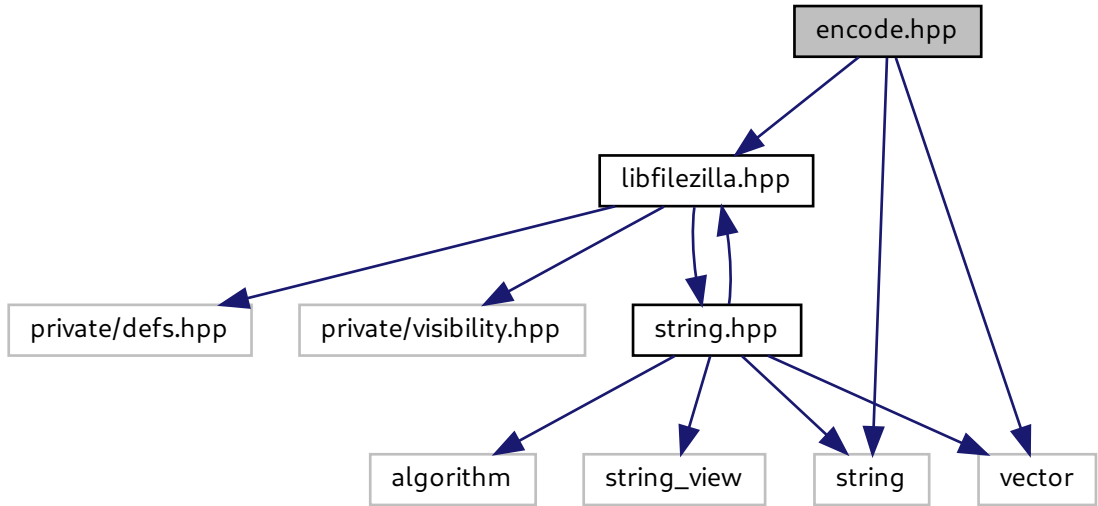 encode.hpp
libfilezilla.hpp
private/defs.hpp
private/visibility.hpp
string.hpp
algorithm
string_view
string
vector